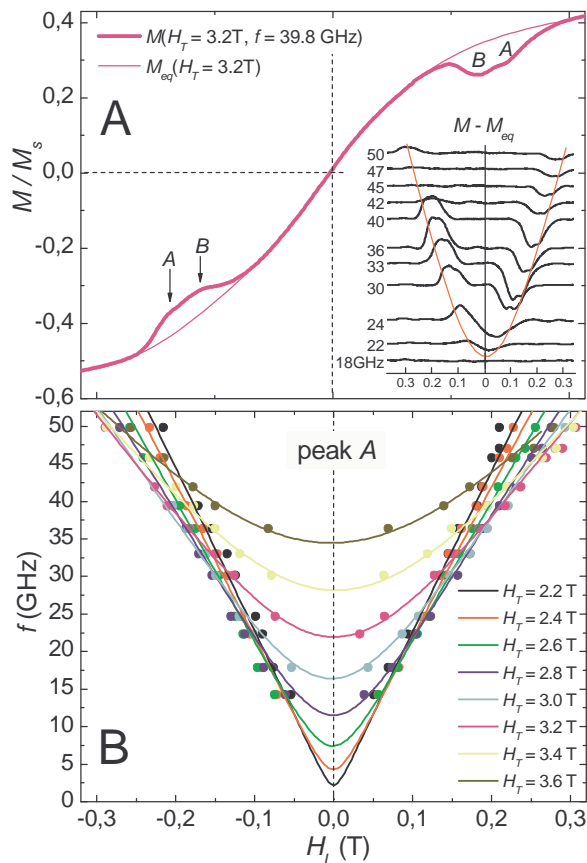 0,4
0,2
0,0
-0,2
-0,4
-0,6
M / M_s
M(H_T = 3.2T, f = 39.8 GHz)
M_eq(H_T = 3.2T)
A
B
A
A
B
M - M_eq
50
47
45
42
40
36
33
30
24
22
18GHz
0.3 0.2 0.1 0 0.1 0.2 0.3
50
45
40
35
30
25
20
15
10
5
0
f (GHz)
peak A
H_T = 2.2 T
H_T = 2.4 T
H_T = 2.6 T
H_T = 2.8 T
H_T = 3.0 T
H_T = 3.2 T
H_T = 3.4 T
H_T = 3.6 T
B
-0,3 -0,2 -0,1 0,0 0,1 0,2 0,3
H_L (T)